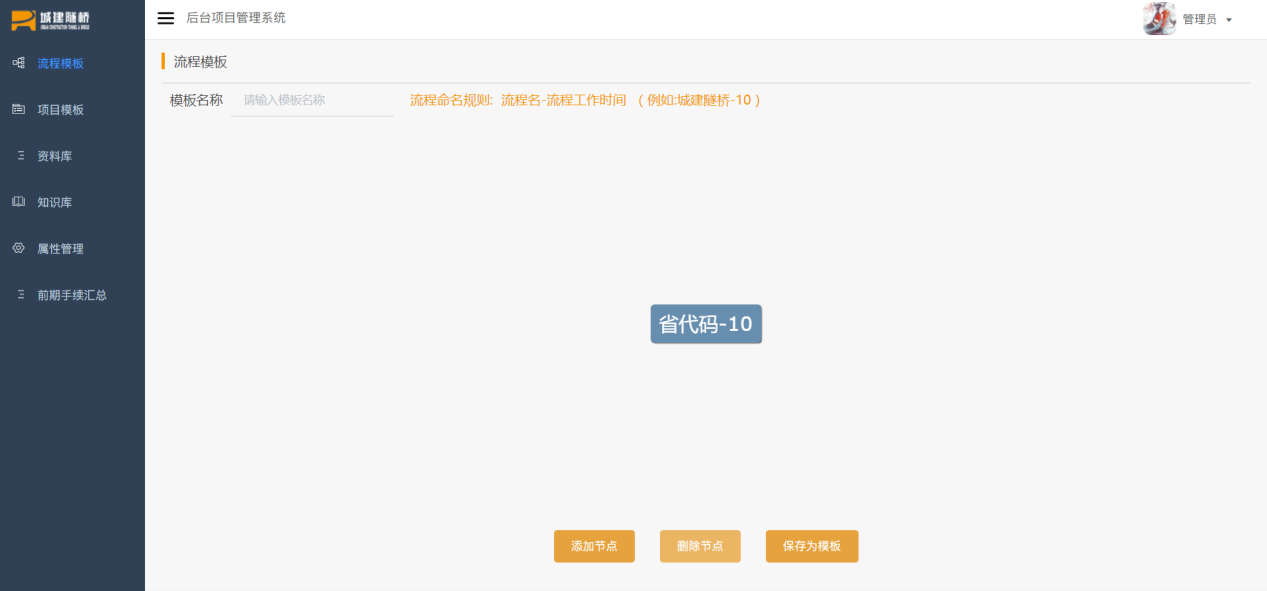 城建隧桥
后台项目管理系统
管理员
流程模板
项目模板
资料库
知识库
属性管理
前期手续汇总
流程模板
模板名称 请输入模板名称 流程命名规则: 流程名-流程工作时间 ( 例如:城建隧桥-10 )
省代码-10
添加节点 删除节点 保存为模板